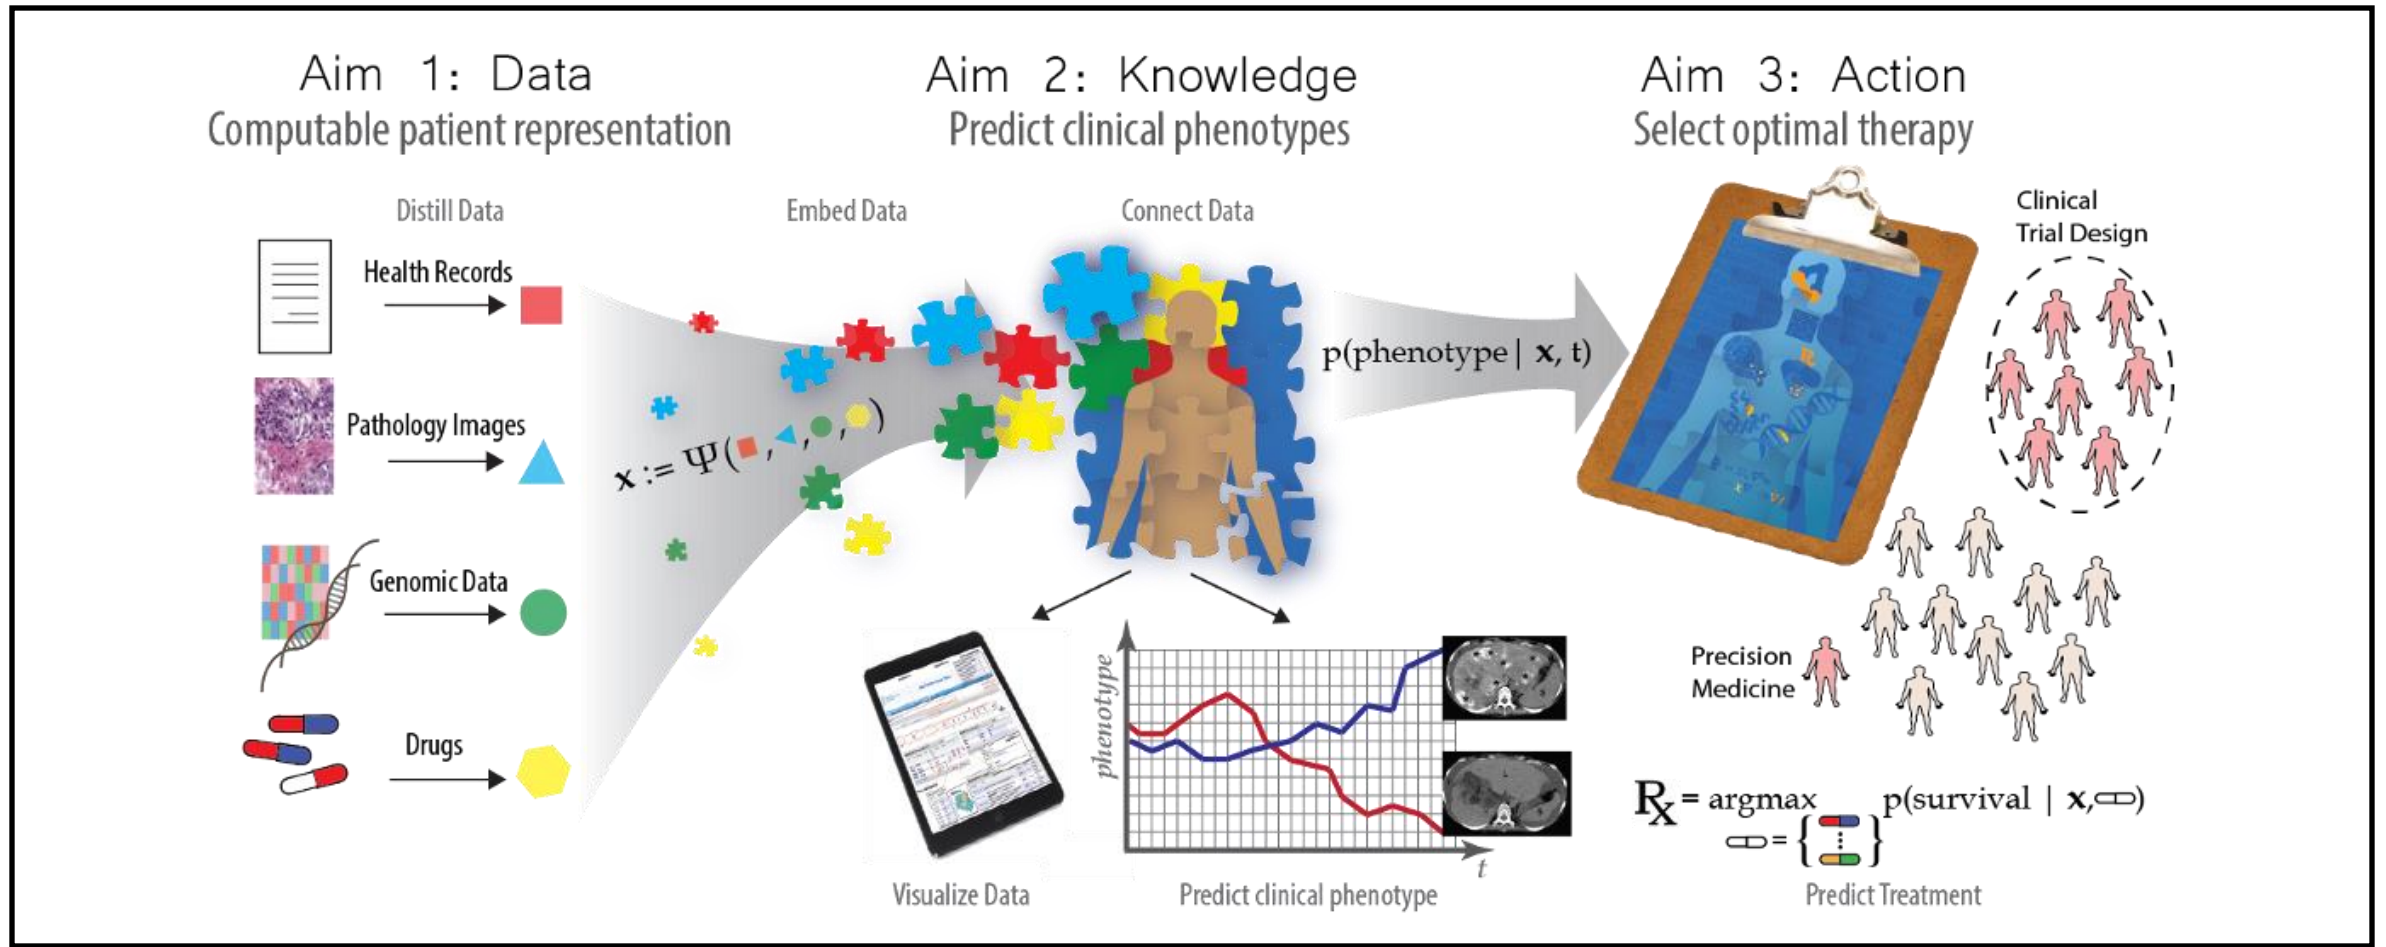 Aim 1: Data
Computable patient representation
Aim 2: Knowledge
Predict clinical phenotypes
Aim 3: Action
Select optimal therapy
Distill Data
Embed Data
Connect Data
Health Records
Pathology Images
Genomic Data
Drugs
x := Ψ( , , , )
p(phenotype | x, t)
Clinical
Trial Design
Precision
Medicine
phenotype
t
Visualize Data
Predict clinical phenotype
Rx = argmax p(survival | x, )
= { ⋮ }
Predict Treatment